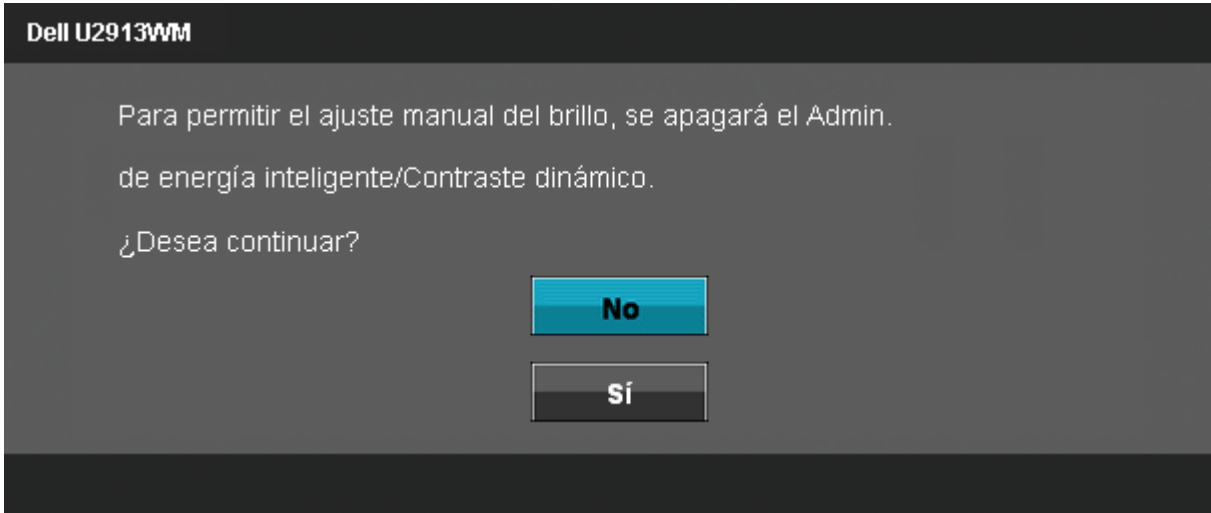 Dell U2913WM
Para permitir el ajuste manual del brillo, se apagará el Admin.
de energía inteligente/Contraste dinámico.
¿Desea continuar?
No
Sí